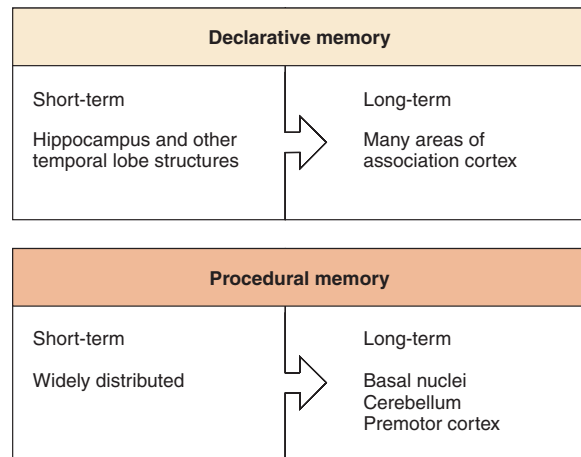 Declarative memory
Short-term
Hippocampus and other
temporal lobe structures
Long-term
Many areas of
association cortex
Procedural memory
Short-term
Widely distributed
Long-term
Basal nuclei
Cerebellum
Premotor cortex